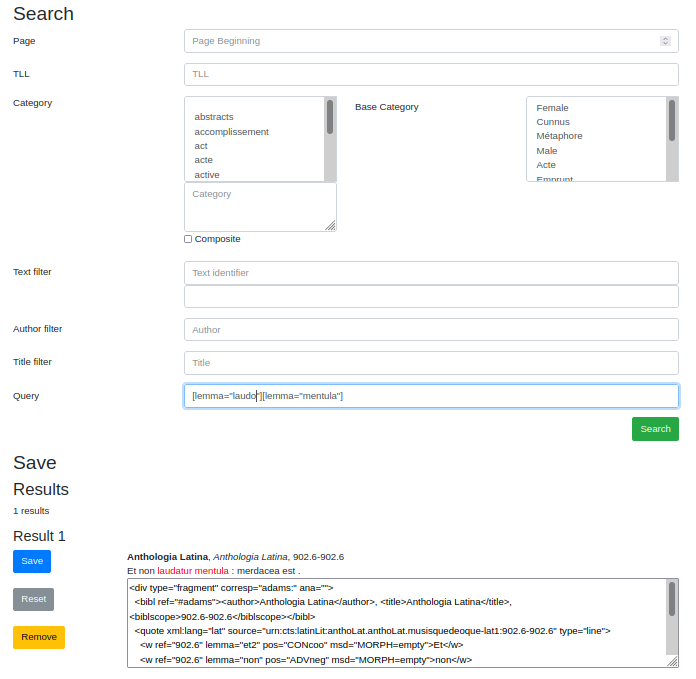 Search
Page
Page Beginning
TLL
TLL
Category
abstracts
accomplissement
act
acte
active
Base Category
Female
Cunnus
Métaphore
Male
Acte
Emprunt
Category
Composite
Text filter
Text identifier
Author filter
Author
Title filter
Title
Query
[lemma="laudo"][lemma="mentula"]
Search
Save
Results
1 results
Result 1
Save
Reset
Remove
Anthologia Latina, Anthologia Latina, 902.6-902.6
Et non laudatur mentula : merdacea est .
<div type="fragment" corresp="adams:" ana="">
<bibl ref="#adams"><author>Anthologia Latina</author>, <title>Anthologia Latina</title>,
<biblscope>902.6-902.6</biblscope></bibl>
<quote xml:lang="lat" source="urn:cts:latinLit:anthoLat.anthoLat.musisquedeoque-lat1:902.6-902.6" type="line">
<w ref="902.6" lemma="et2" pos="CONcoo" msd="MORPH=empty">Et</w>
<w ref="902.6" lemma="non" pos="ADVneg" msd="MORPH=empty">non</w>